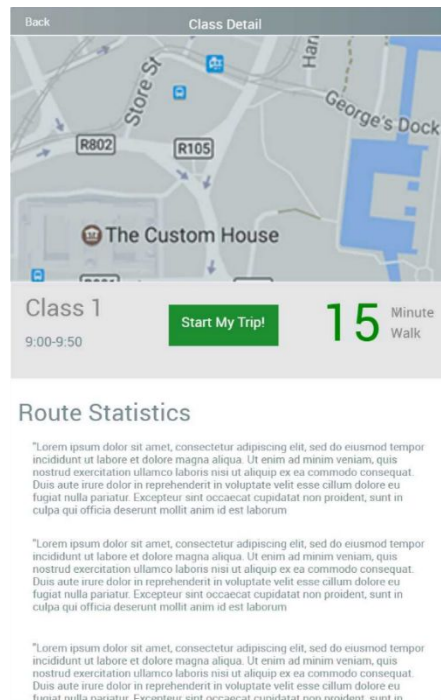 Back
Class Detail
Store St
Har
George's Dock
R802
R105
The Custom House
Class 1
9:00-9:50
Start My Trip!
15
Minute
Walk
Route Statistics
"Lorem ipsum dolor sit amet, consectetur adipiscing elit, sed do eiusmod tempor
incididunt ut labore et dolore magna aliqua. Ut enim ad minim veniam, quis
nostrud exercitation ullamco laboris nisi ut aliquip ex ea commodo consequat.
Duis aute irure dolor in reprehenderit in voluptate velit esse cillum dolore eu
fugiat nulla pariatur. Excepteur sint occaecat cupidatat non proident, sunt in
culpa qui officia deserunt mollit anim id est laborum
"Lorem ipsum dolor sit amet, consectetur adipiscing elit, sed do eiusmod tempor
incididunt ut labore et dolore magna aliqua. Ut enim ad minim veniam, quis
nostrud exercitation ullamco laboris nisi ut aliquip ex ea commodo consequat.
Duis aute irure dolor in reprehenderit in voluptate velit esse cillum dolore eu
fugiat nulla pariatur. Excepteur sint occaecat cupidatat non proident, sunt in
culpa qui officia deserunt mollit anim id est laborum
"Lorem ipsum dolor sit amet, consectetur adipiscing elit, sed do eiusmod tempor
incididunt ut labore et dolore magna aliqua. Ut enim ad minim veniam, quis
nostrud exercitation ullamco laboris nisi ut aliquip ex ea commodo consequat.
Duis aute irure dolor in reprehenderit in voluptate velit esse cillum dolore eu
fugiat nulla pariatur. Excepteur sint occaecat cupidatat non proident, sunt in